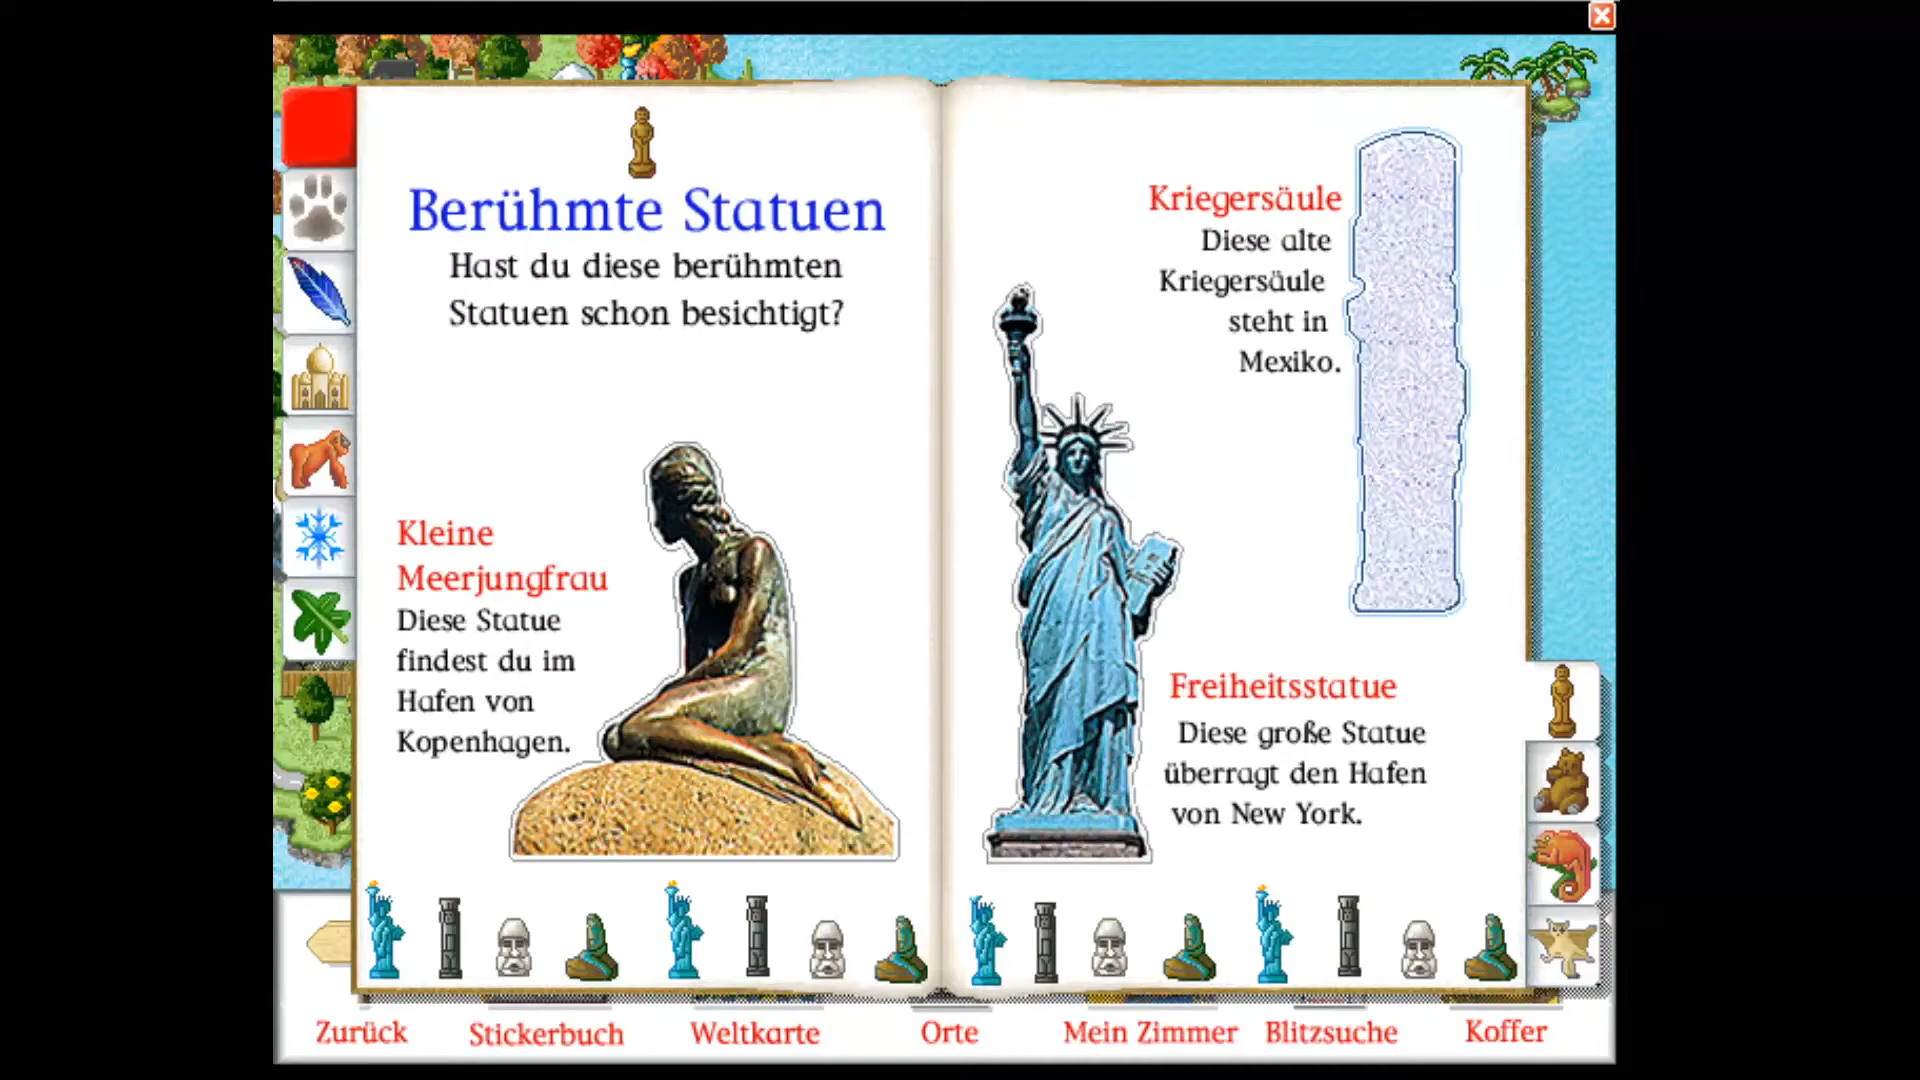 Berühmte Statuen
Hast du diese berühmten
Statuen schon besichtigt?
Kleine
Meerjungfrau
Diese Statue
findest du im
Hafen von
Kopenhagen.
Kriegersäule
Diese alte
Kriegersäule
steht in
Mexiko.
Freiheitsstatue
Diese große Statue
überragt den Hafen
von New York.
Zurück Stickerbuch Weltkarte Orte Mein Zimmer Blitzsuche Koffer